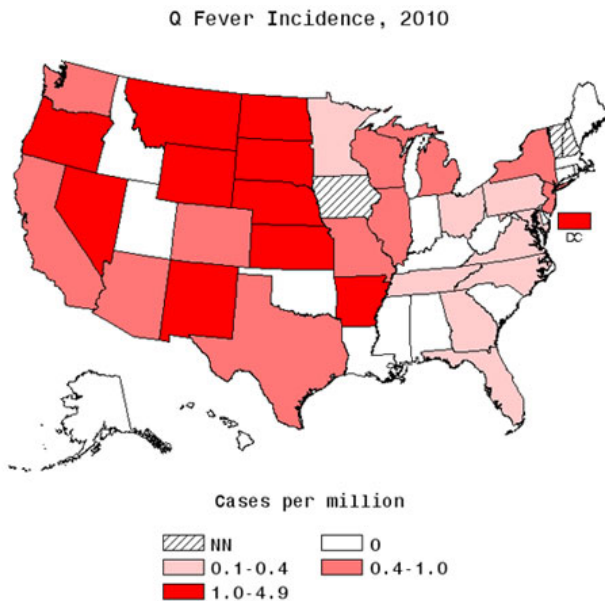 Q Fever Incidence, 2010
DC
Cases per million
NN 0
0.1-0.4 0.4-1.0
1.0-4.9